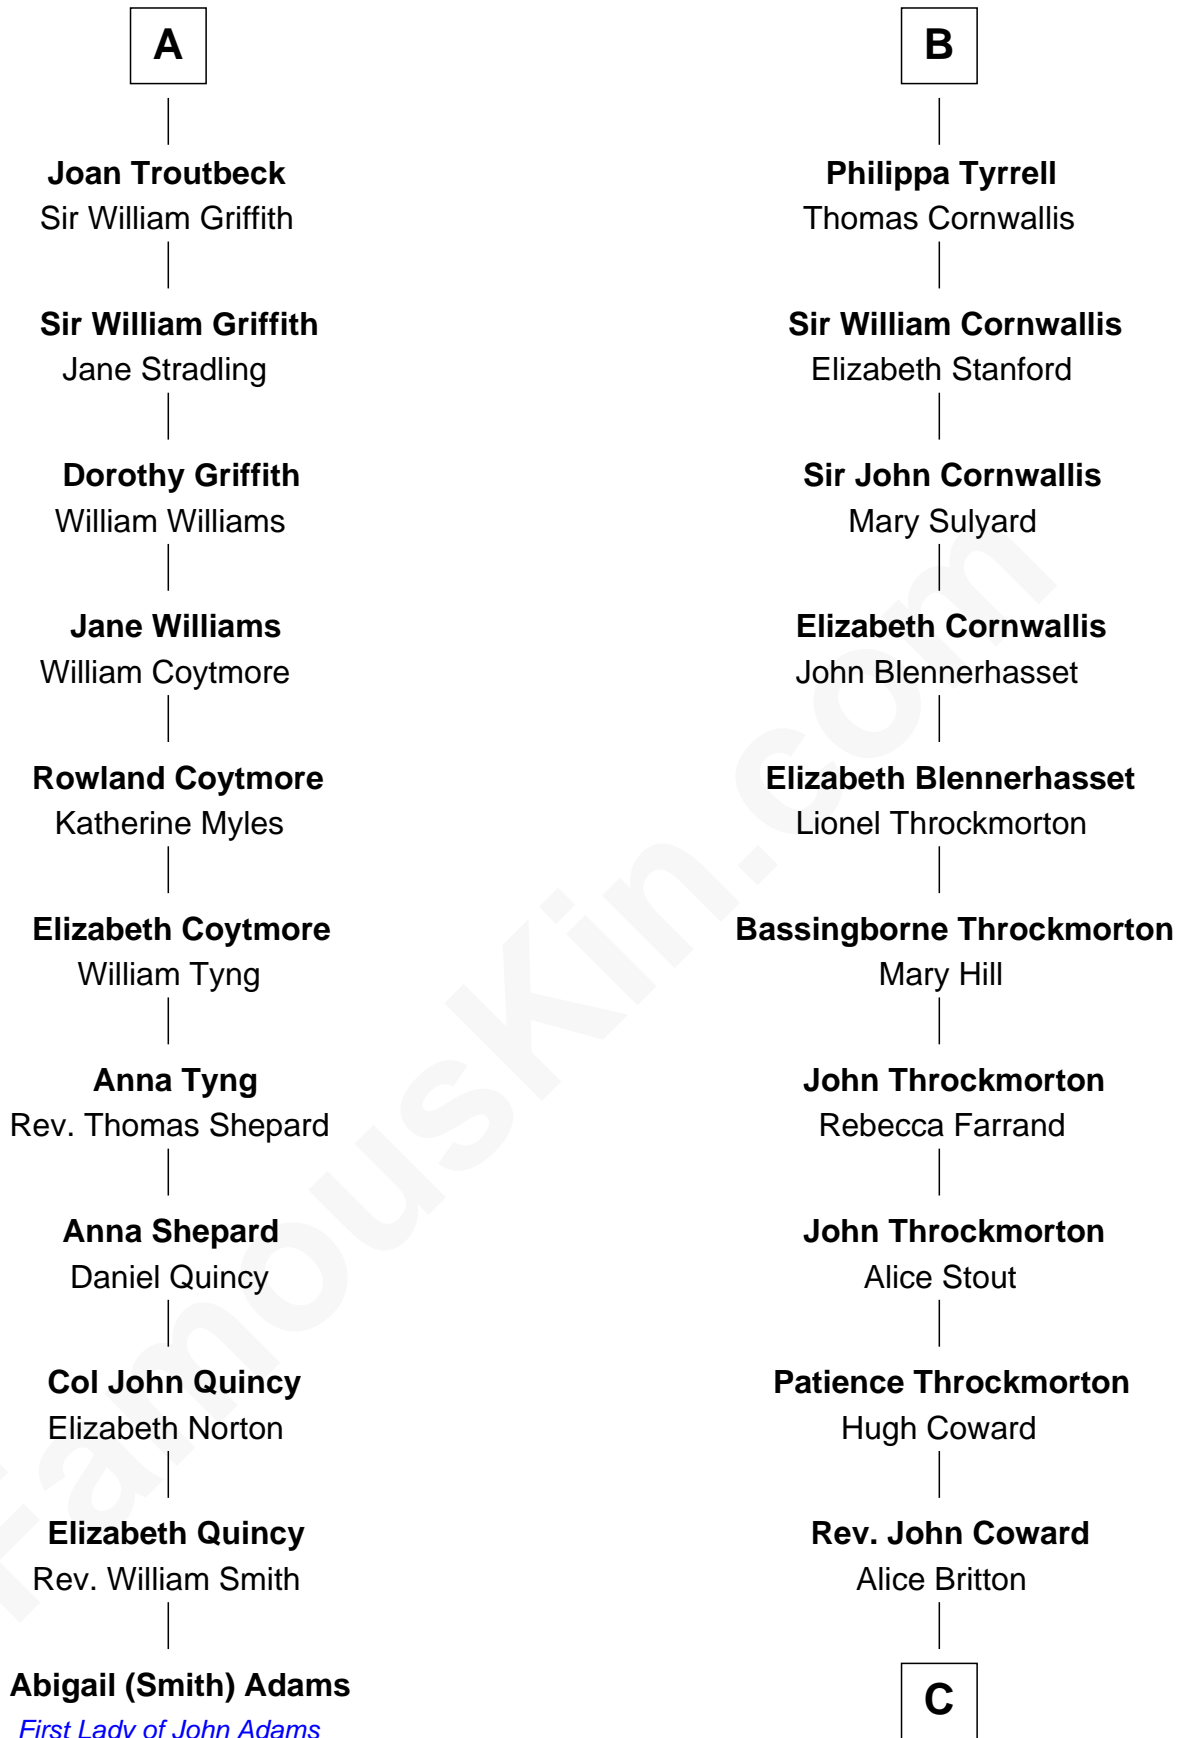 A
Joan Troutbeck
Sir William Griffith
Sir William Griffith
Jane Stradling
Dorothy Griffith
William Williams
Jane Williams
William Coytmore
Rowland Coytmore
Katherine Myles
Elizabeth Coytmore
William Tyng
Anna Tyng
Rev. Thomas Shepard
Anna Shepard
Daniel Quincy
Col John Quincy
Elizabeth Norton
Elizabeth Quincy
Rev. William Smith
Abigail (Smith) Adams
First Lady of John Adams
B
Philippa Tyrrell
Thomas Cornwallis
Sir William Cornwallis
Elizabeth Stanford
Sir John Cornwallis
Mary Sulyard
Elizabeth Cornwallis
John Blennerhasset
Elizabeth Blennerhasset
Lionel Throckmorton
Bassingborne Throckmorton
Mary Hill
John Throckmorton
Rebecca Farrand
John Throckmorton
Alice Stout
Patience Throckmorton
Hugh Coward
Rev. John Coward
Alice Britton
C
FamousKin.com